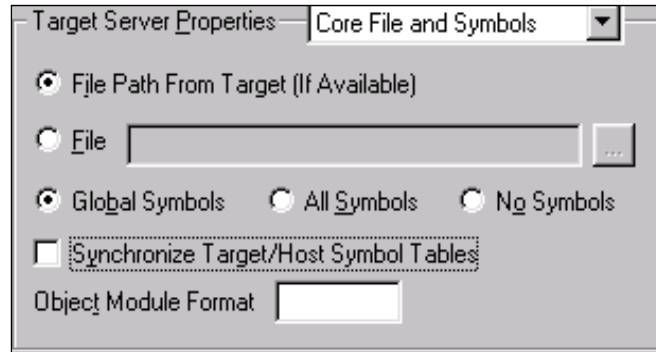 Target Server Properties Core File and Symbols
File Path From Target (If Available)
File ...
Global Symbols All Symbols No Symbols
Synchronize Target/Host Symbol Tables
Object Module Format